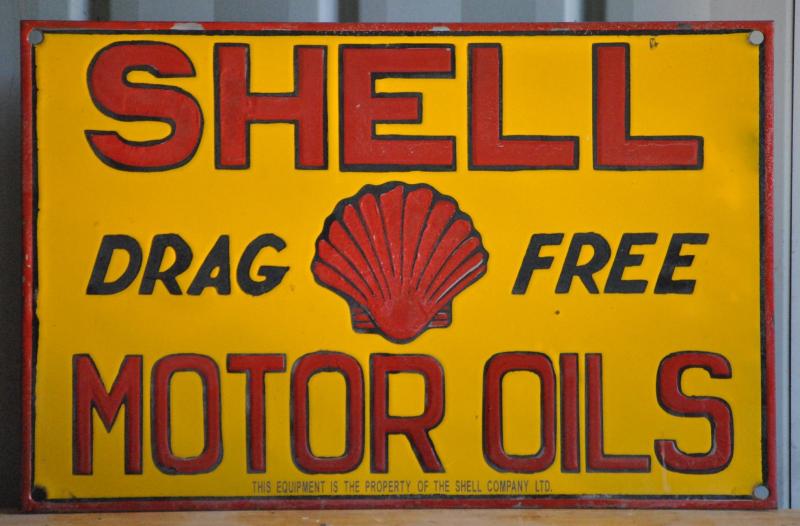 SHELL
DRAG FREE
MOTOR OILS
THIS EQUIPMENT IS THE PROPERTY OF THE SHELL COMPANY LTD.